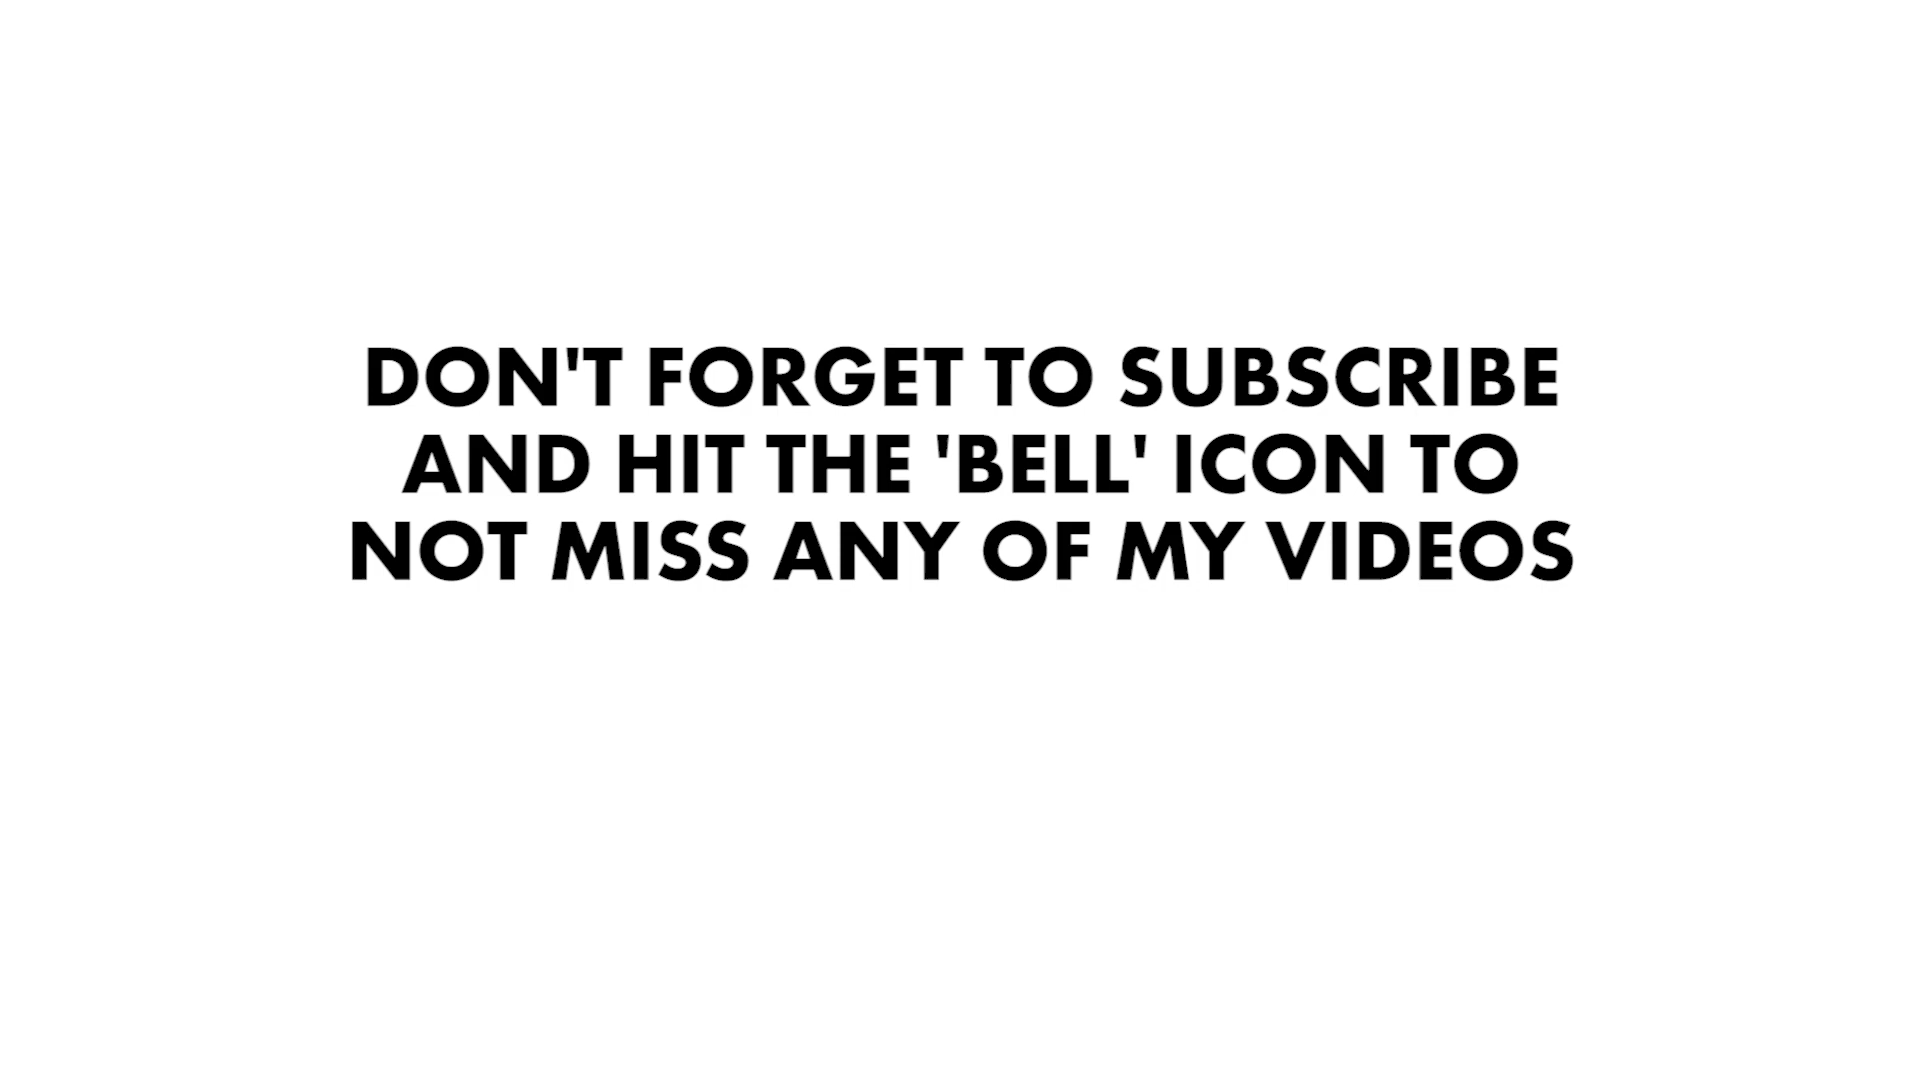 DON'T FORGET TO SUBSCRIBE
AND HIT THE 'BELL' ICON TO
NOT MISS ANY OF MY VIDEOS